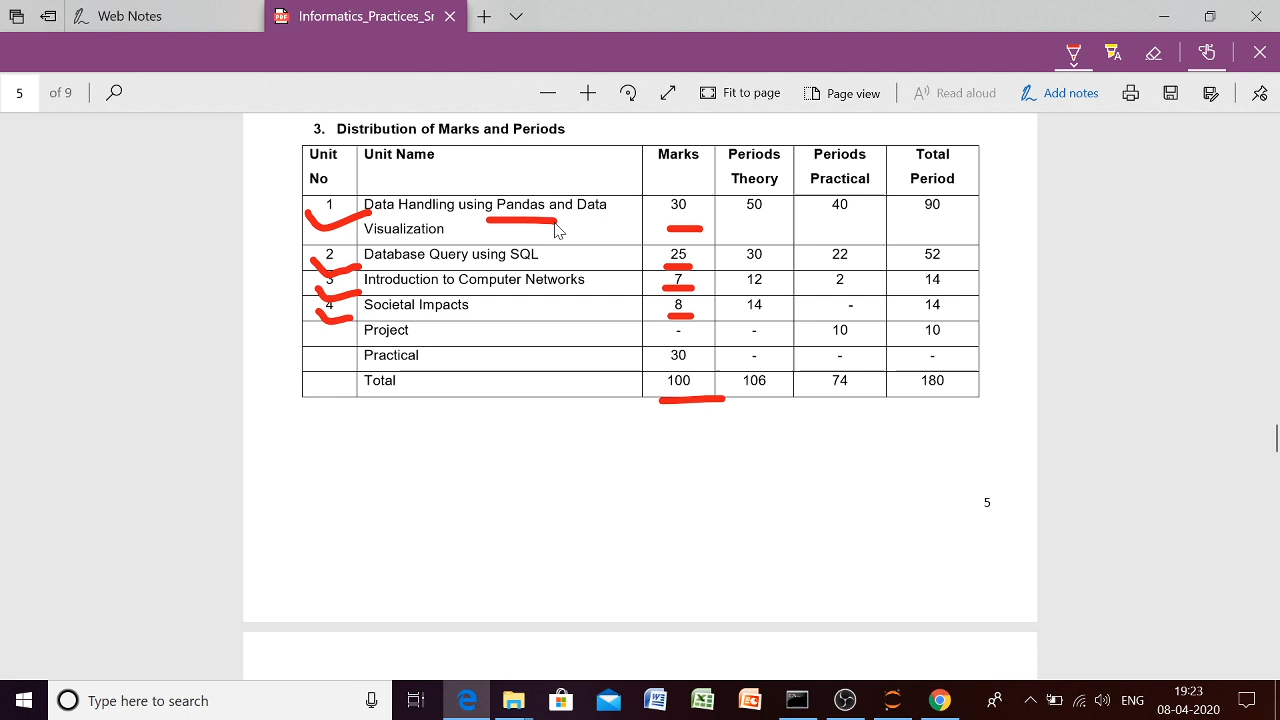 Web Notes
Informatics_Practices_Sr
5 of 9
Fit to page
Page view
Read aloud
Add notes
3. Distribution of Marks and Periods
Unit No Unit Name Marks Periods Theory Periods Practical Total Period
1 Data Handling using Pandas and Data Visualization 30 50 40 90
2 Database Query using SQL 25 30 22 52
3 Introduction to Computer Networks 7 12 2 14
4 Societal Impacts 8 14 - 14
Project - - 10 10
Practical 30 - - -
Total 100 106 74 180
5
Type here to search
ENG
19:23
08-04-2020